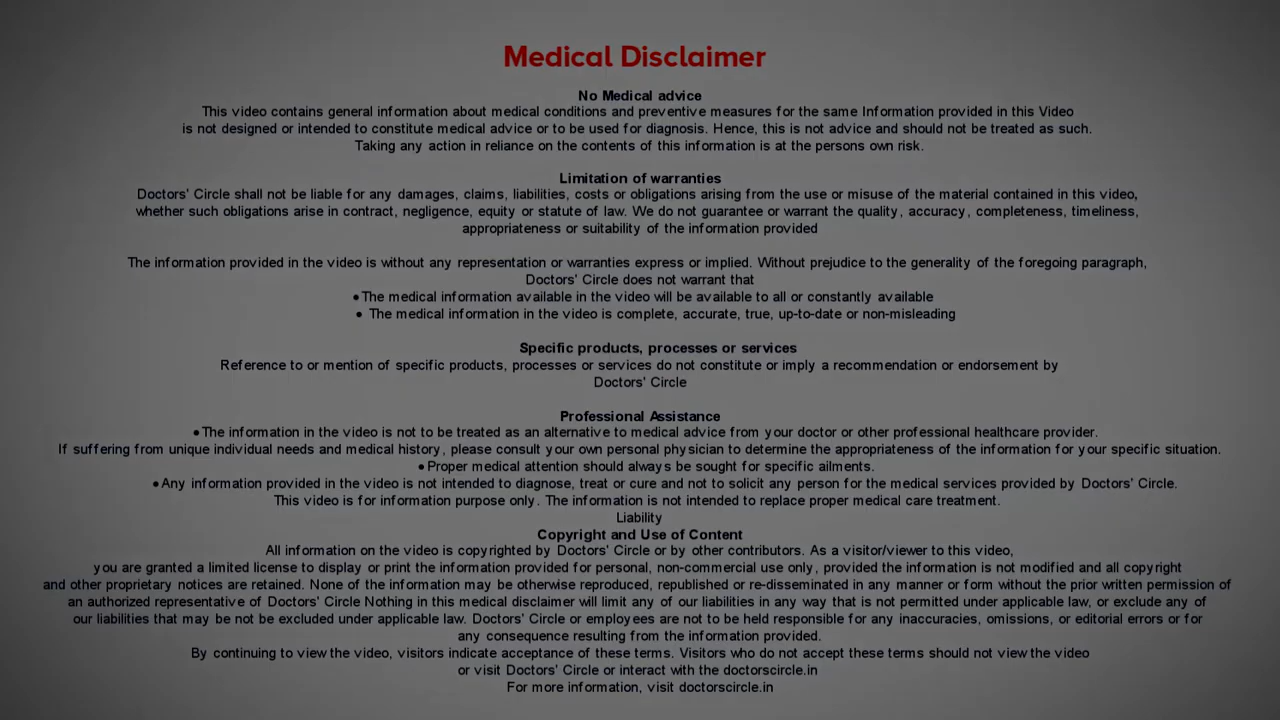 Medical Disclaimer
No Medical advice
This video contains general information about medical conditions and preventive measures for the same Information provided in this Video
is not designed or intended to constitute medical advice or to be used for diagnosis. Hence, this is not advice and should not be treated as such.
Taking any action in reliance on the contents of this information is at the persons own risk.
Limitation of warranties
Doctors' Circle shall not be liable for any damages, claims, liabilities, costs or obligations arising from the use or misuse of the material contained in this video,
whether such obligations arise in contract, negligence, equity or statute of law. We do not guarantee or warrant the quality, accuracy, completeness, timeliness,
appropriateness or suitability of the information provided
The information provided in the video is without any representation or warranties express or implied. Without prejudice to the generality of the foregoing paragraph,
Doctors' Circle does not warrant that
•The medical information available in the video will be available to all or constantly available
• The medical information in the video is complete, accurate, true, up-to-date or non-misleading
Specific products, processes or services
Reference to or mention of specific products, processes or services do not constitute or imply a recommendation or endorsement by
Doctors' Circle
Professional Assistance
•The information in the video is not to be treated as an alternative to medical advice from your doctor or other professional healthcare provider.
If suffering from unique individual needs and medical history, please consult your own personal physician to determine the appropriateness of the information for your specific situation.
•Proper medical attention should always be sought for specific ailments.
•Any information provided in the video is not intended to diagnose, treat or cure and not to solicit any person for the medical services provided by Doctors' Circle.
This video is for information purpose only. The information is not intended to replace proper medical care treatment.
Liability
Copyright and Use of Content
All information on the video is copyrighted by Doctors' Circle or by other contributors. As a visitor/viewer to this video,
you are granted a limited license to display or print the information provided for personal, non-commercial use only, provided the information is not modified and all copyright
and other proprietary notices are retained. None of the information may be otherwise reproduced, republished or re-disseminated in any manner or form without the prior written permission of
an authorized representative of Doctors' Circle Nothing in this medical disclaimer will limit any of our liabilities in any way that is not permitted under applicable law, or exclude any of
our liabilities that may be not be excluded under applicable law. Doctors' Circle or employees are not to be held responsible for any inaccuracies, omissions, or editorial errors or for
any consequence resulting from the information provided.
By continuing to view the video, visitors indicate acceptance of these terms. Visitors who do not accept these terms should not view the video
or visit Doctors' Circle or interact with the doctorscircle.in
For more information, visit doctorscircle.in